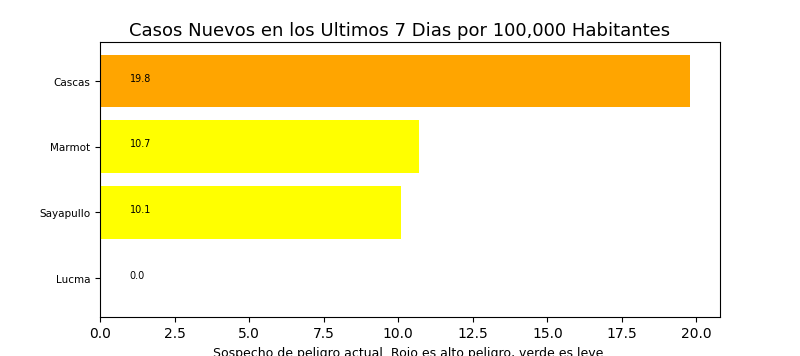 Casos Nuevos en los Ultimos 7 Dias por 100,000 Habitantes
Cascas
19.8
Marmot
10.7
Sayapullo
10.1
Lucma
0.0
0.0 2.5 5.0 7.5 10.0 12.5 15.0 17.5 20.0
Sospecho de peligro actual. Rojo es alto peligro, verde es leve